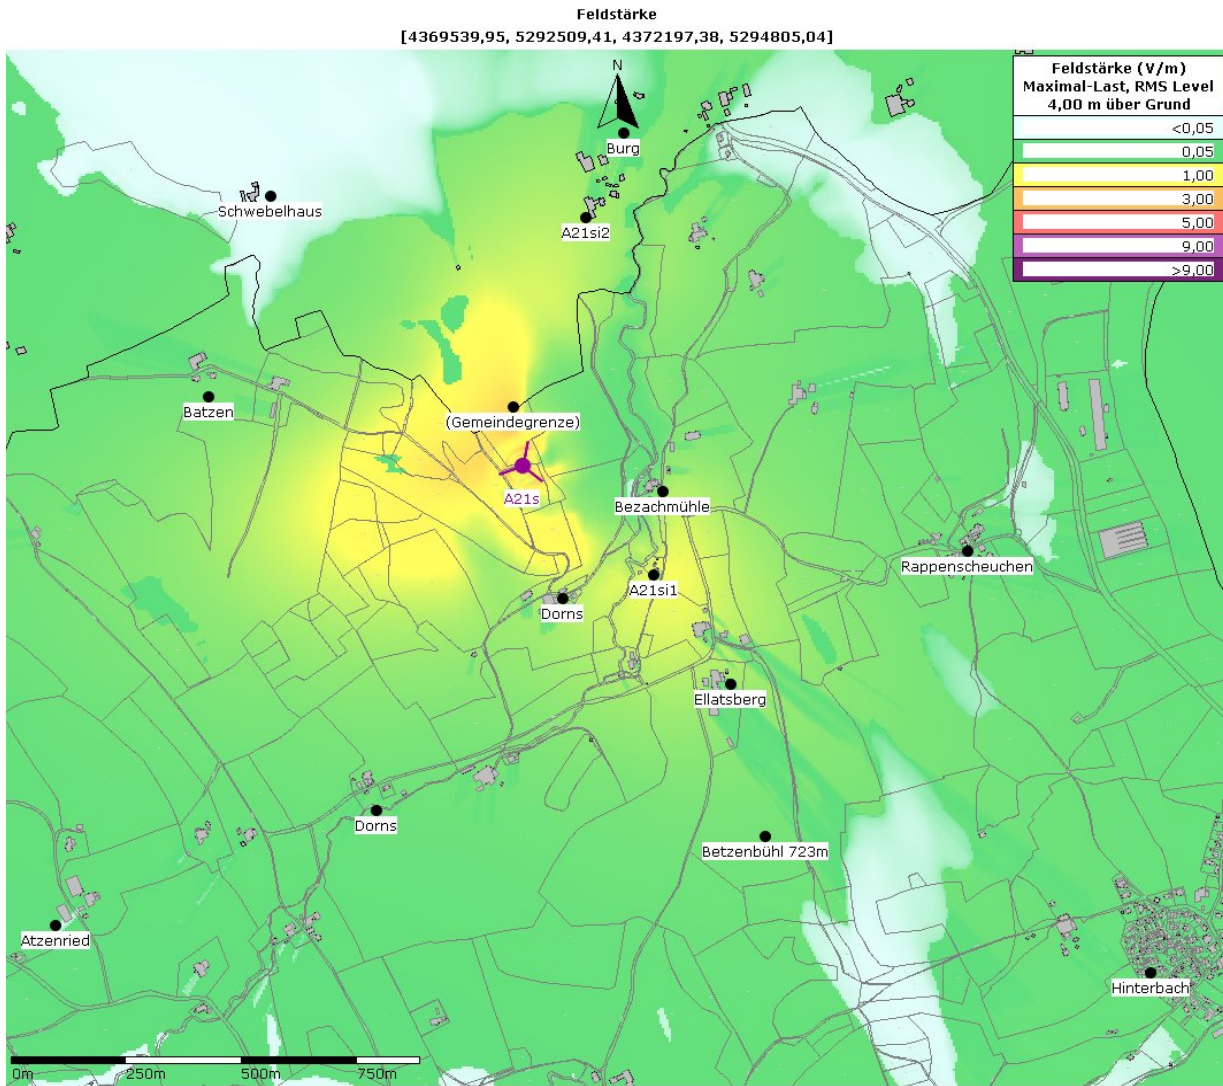 Feldstärke
[4369539,95, 5292509,41, 4372197,38, 5294805,04]
Feldstärke (V/m)
Maximal-Last, RMS Level
4,00 m über Grund
<0,05
0,05
1,00
3,00
5,00
9,00
>9,00
N
Burg
Schwebelhaus
A21si2
Batzen
(Gemeindegrenze)
A21s
Bezachmühle
Rappenscheuchen
A21si1
Dorns
Ellatsberg
Dorns
Betzenbühl 723m
Atzenried
Hinterbach
0m 250m 500m 750m